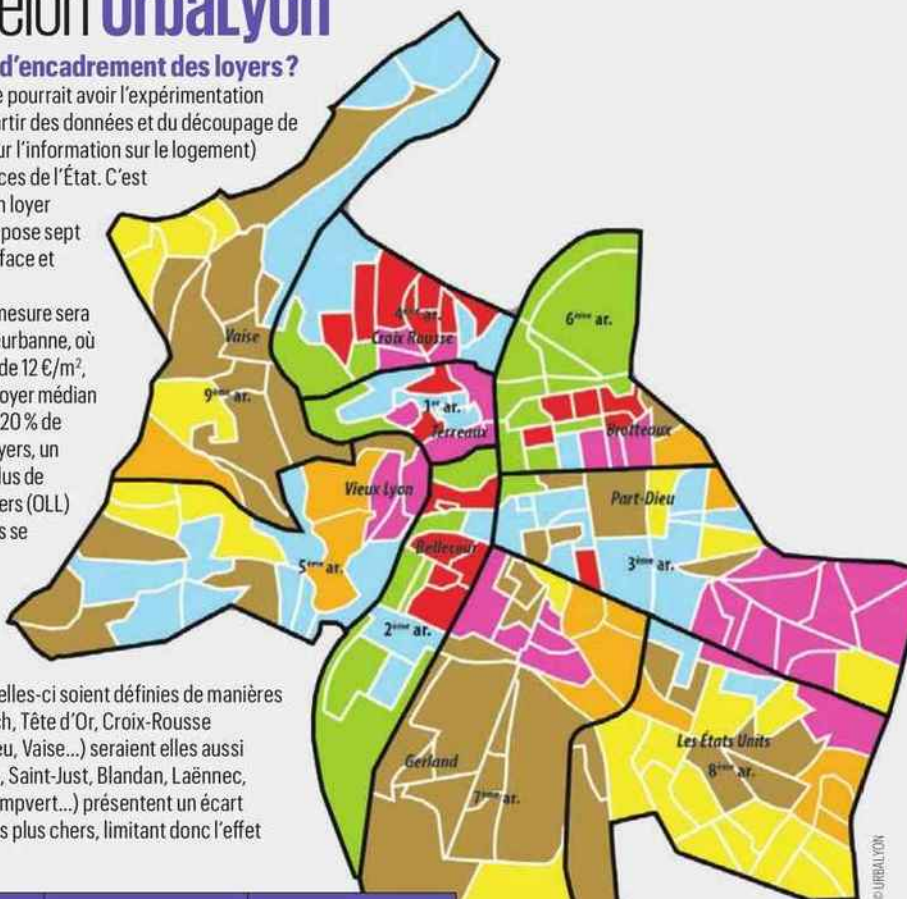 elon UrbaLyon
d'encadrement des loyers ?
e pourrait avoir l'expérimentation
artir des données et du découpage de
ur l'information sur le logement)
ces de l'État. C'est
n loyer
pose sept
face et
mesure sera
eurbanne, où
de 12 €/m²,
oyer médian
20 % de
yers, un
lus de
ers (OLL)
s se
elles-ci soient définies de manières
ch, Tête d'Or, Croix-Rousse
eu, Vaise...) seraient elles aussi
, Saint-Just, Blandan, Laënnec,
mpvert...) présentent un écart
s plus chers, limitant donc l'effet
6ème ar.
4ème ar.
Croix Rousse
Vaise
9ème ar.
1er ar.
Terreaux
Brotteaux
Vieux Lyon
Part-Dieu
Bellecour
5ème ar.
3ème ar.
2ème ar.
Les États Units
8ème ar.
Gerland
7ème ar.
© URBALYON